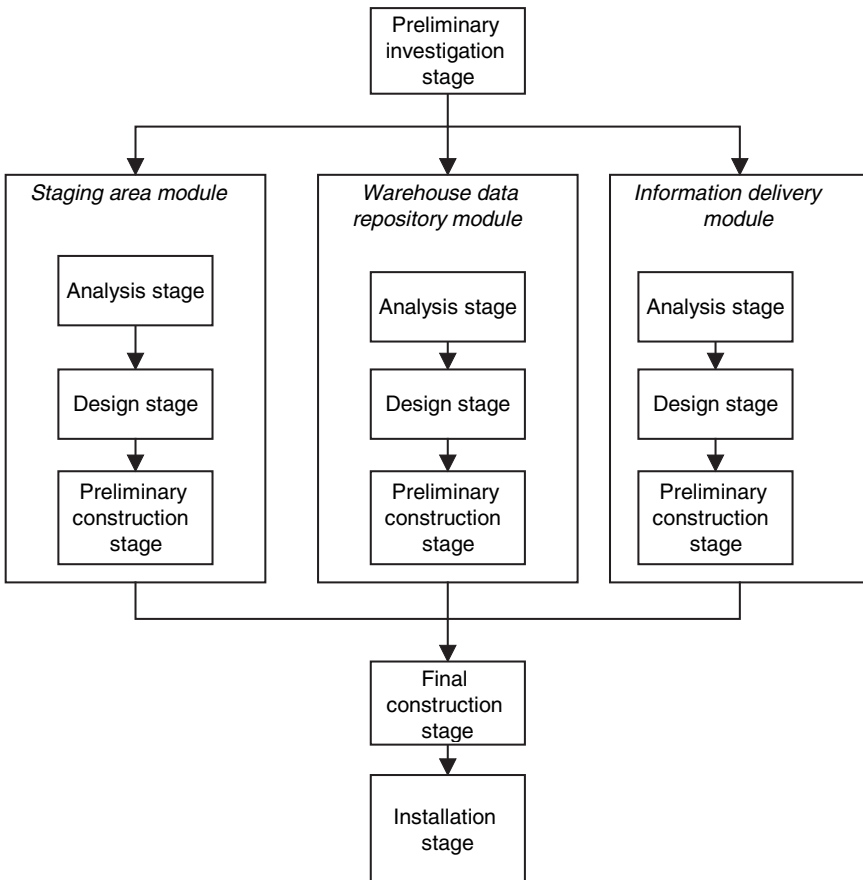 Preliminary
investigation
stage
Staging area module
Analysis stage
Design stage
Preliminary
construction
stage
Warehouse data
repository module
Analysis stage
Design stage
Preliminary
construction
stage
Information delivery
module
Analysis stage
Design stage
Preliminary
construction
stage
Final
construction
stage
Installation
stage